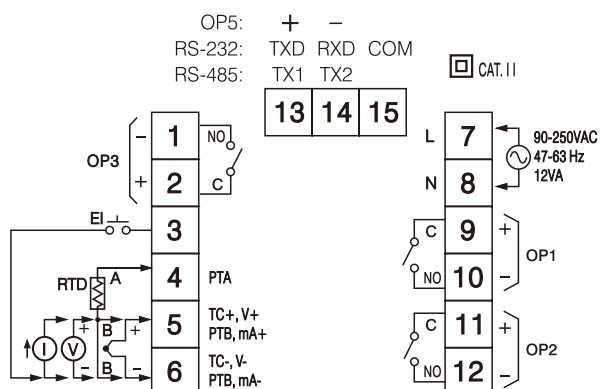 OP5: + −
RS-232: TXD RXD COM
RS-485: TX1 TX2
CAT.II
13 14 15
OP3
−
+
1
2
NO
C
L
N
7
8
90-250VAC
47-63 Hz
12VA
EI
3
RTD
A
4
PTA
I
V
+
−
B
B
+
−
5
6
TC+, V+
PTB, mA+
TC-, V-
PTB, mA-
C
NO
9
10
+
−
OP1
C
NO
11
12
+
−
OP2